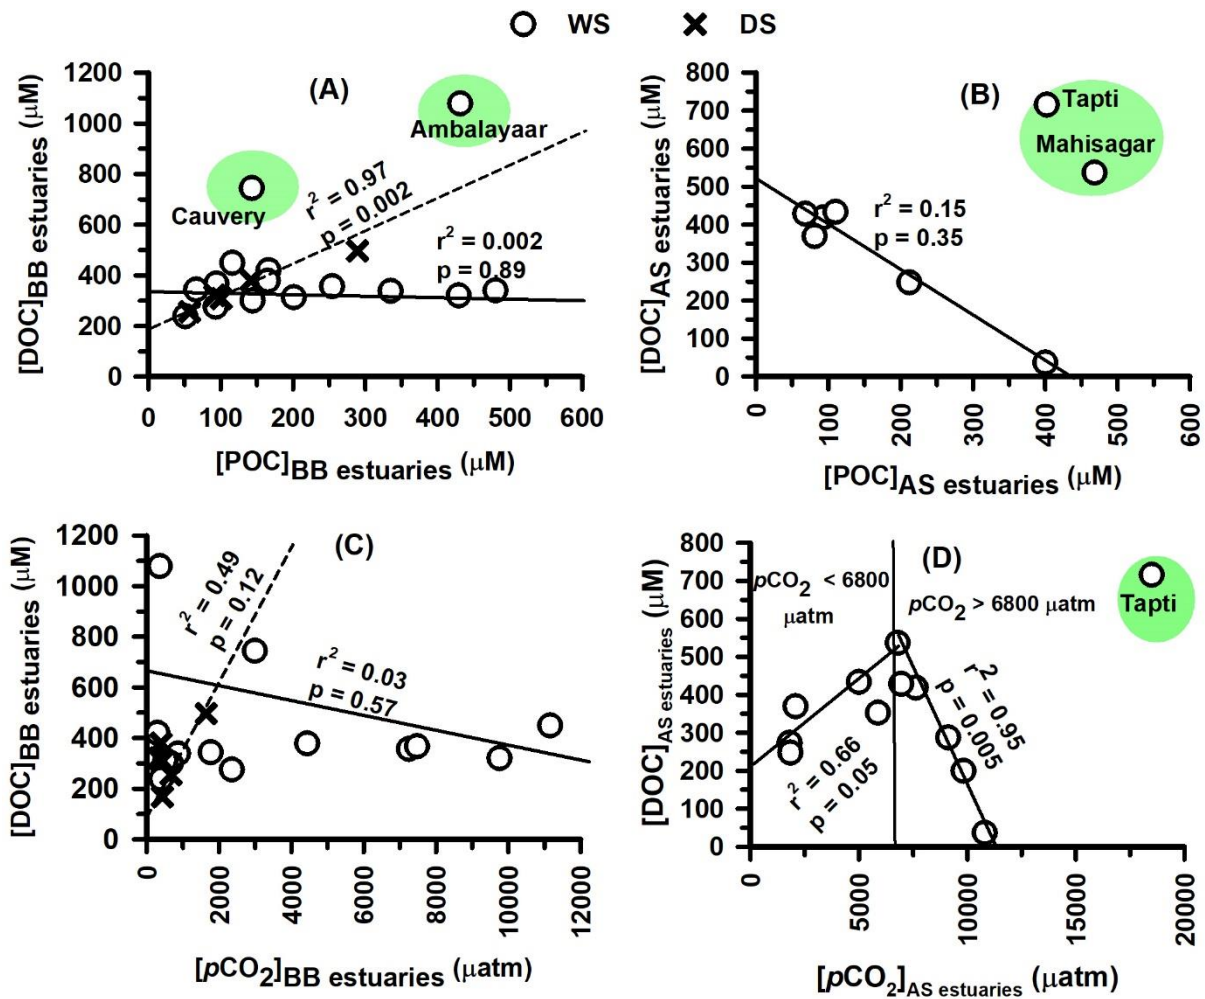 WS DS
(A)
1200
1000
800
600
400
200
0
0 100 200 300 400 500 600
[DOC]BB estuaries (µM)
[POC]BB estuaries (µM)
Ambalayaar
Cauvery
r2 = 0.97
p = 0.002
r2 = 0.002
p = 0.89
(B)
800
700
600
500
400
300
200
100
0
0 100 200 300 400 500 600
[DOC]AS estuaries (µM)
[POC]AS estuaries (µM)
Tapti
Mahisagar
r2 = 0.15
p = 0.35
(C)
1200
1000
800
600
400
200
0
0 2000 4000 6000 8000 10000 12000
[DOC]BB estuaries (µM)
[pCO2]BB estuaries (µatm)
r2 = 0.49
p = 0.12
r2 = 0.03
p = 0.57
(D)
800
700
600
500
400
300
200
100
0
0 5000 10000 15000 20000
[DOC]AS estuaries (µM)
[pCO2]AS estuaries (µatm)
pCO2 < 6800
µatm
pCO2 > 6800 µatm
Tapti
r2 = 0.66
p = 0.05
r2 = 0.95
p = 0.005